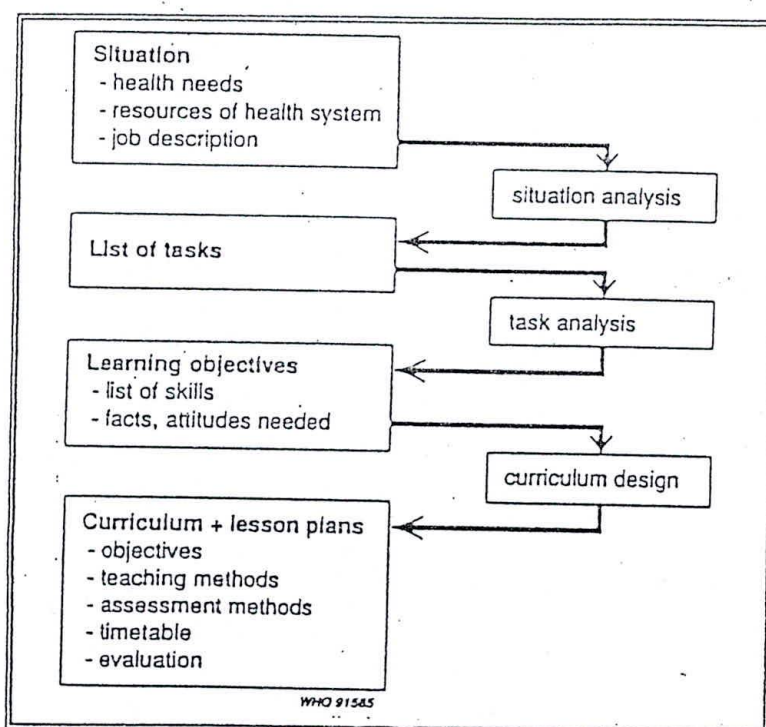 Situation
- health needs
- resources of health system
- job description
situation analysis
List of tasks
task analysis
Learning objectives
- list of skills
- facts, attitudes needed
curriculum design
Curriculum + lesson plans
- objectives
- teaching methods
- assessment methods
- timetable
- evaluation
WHO 91585